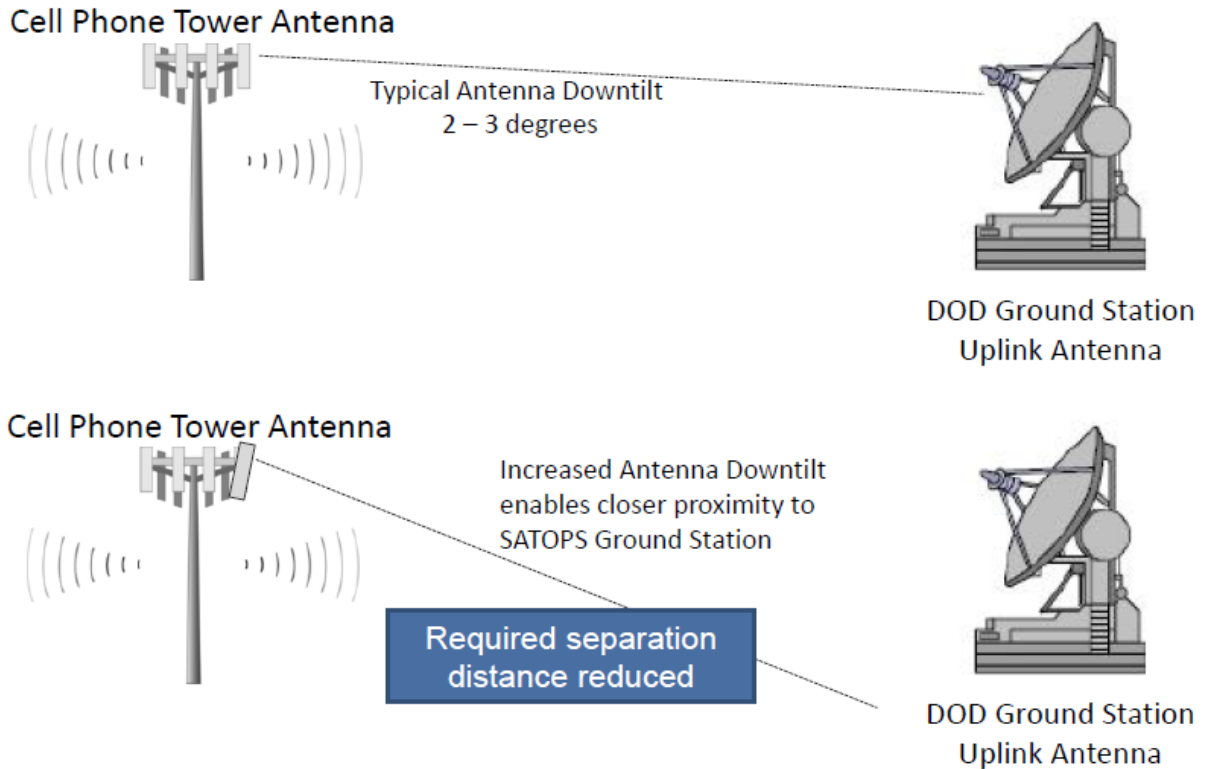 Cell Phone Tower Antenna
Typical Antenna Downtilt
2 – 3 degrees
DOD Ground Station
Uplink Antenna
Cell Phone Tower Antenna
Increased Antenna Downtilt
enables closer proximity to
SATOPS Ground Station
Required separation
distance reduced
DOD Ground Station
Uplink Antenna